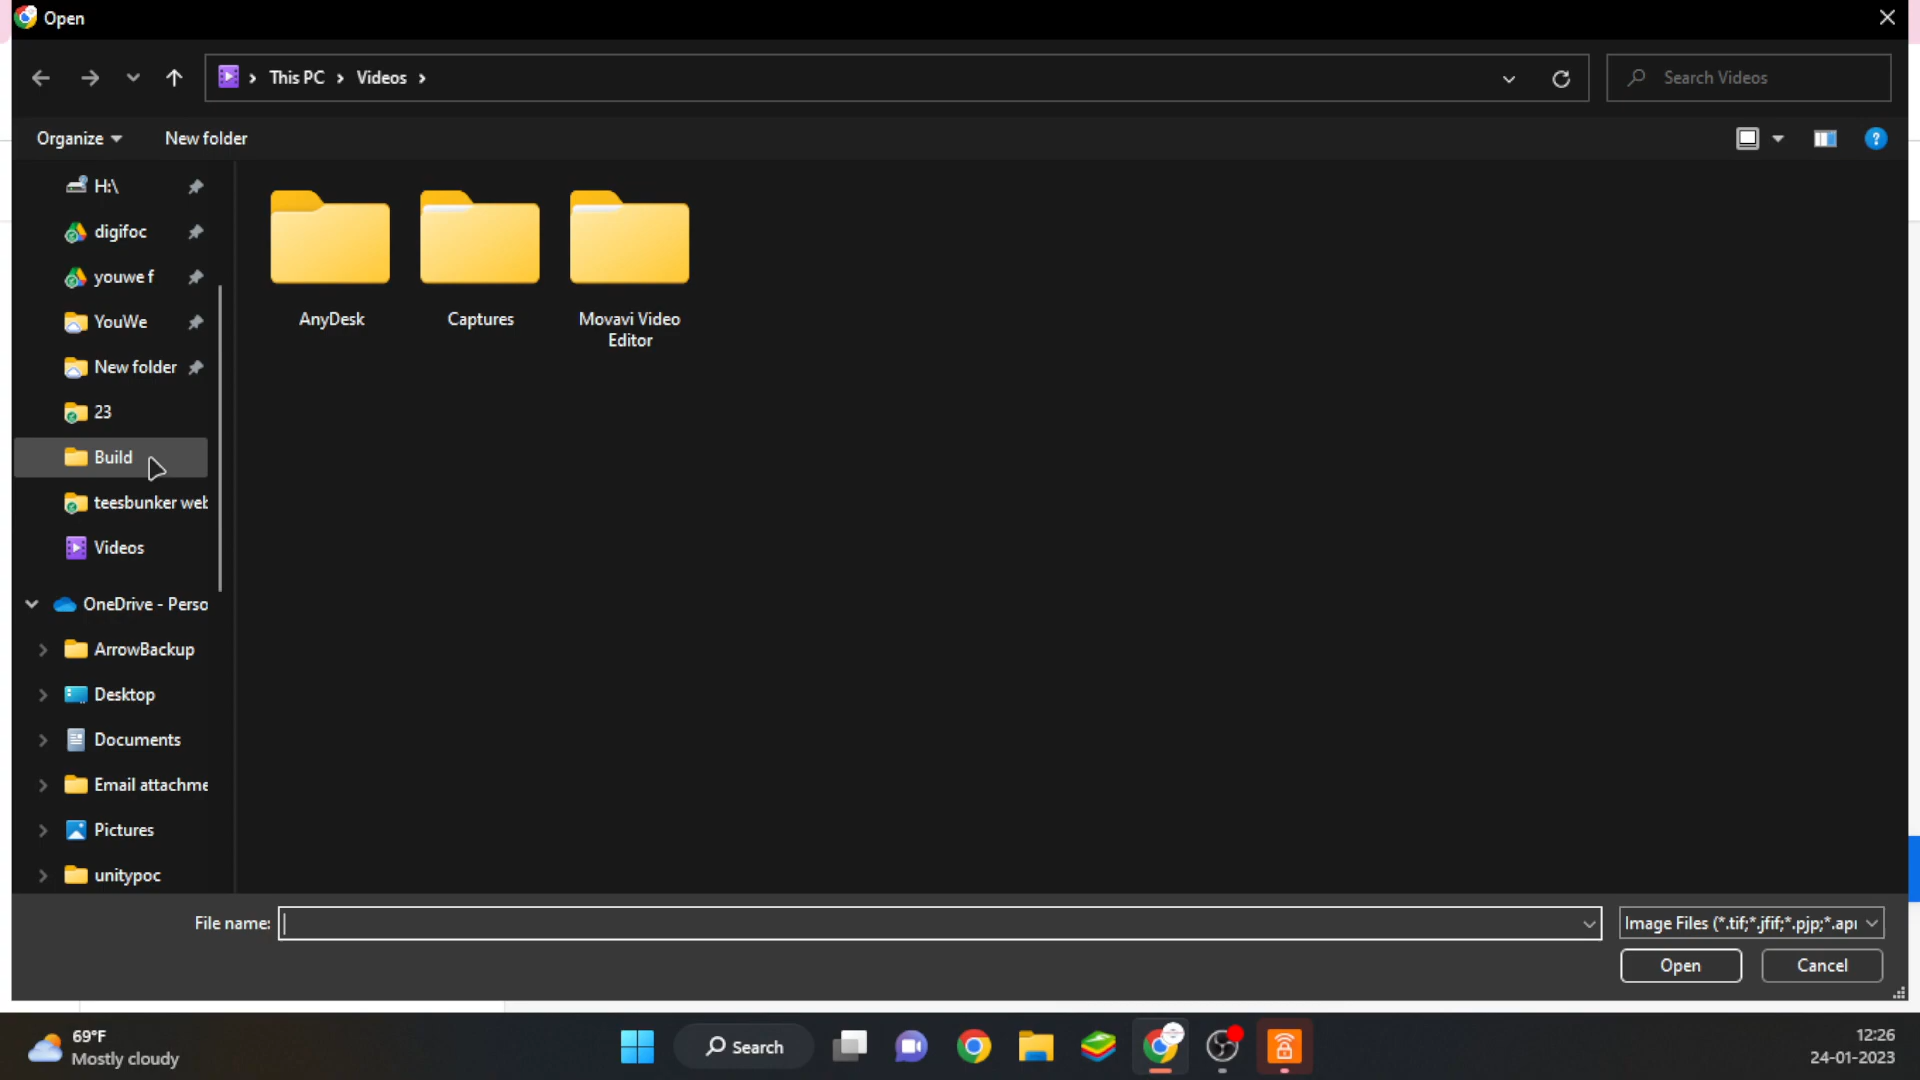 Open
This PC
Videos
Search Videos
Organize
New folder
H:\
digifoc
youwe f
YouWe
New folder
23
Build
teesbunker wet
Videos
OneDrive - Perso
ArrowBackup
Desktop
Documents
Email attachme
Pictures
unitypoc
AnyDesk
Captures
Movavi Video
Editor
File name:
Image Files (*.tif;*.jfif;*.pjp;*.apı
Open
Cancel
69°F
Mostly cloudy
Search
12:26
24-01-2023